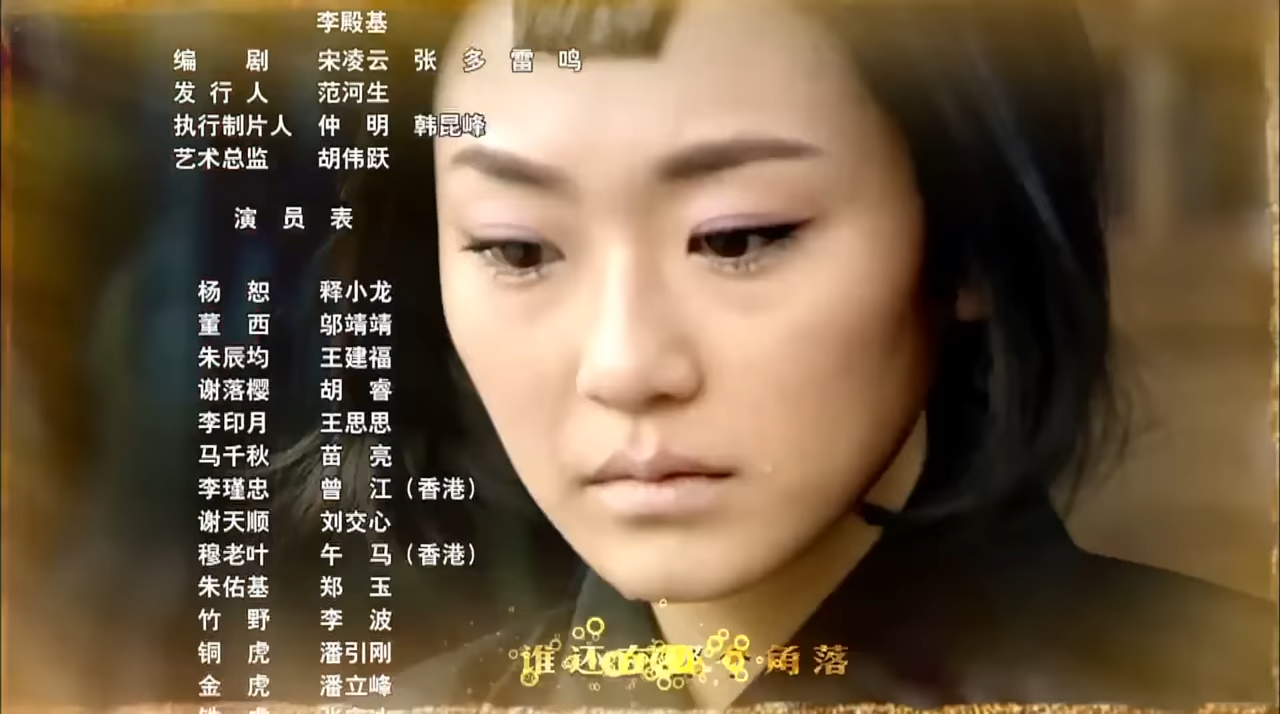 李殿基
编 剧 宋凌云 张 多 雷 鸣
发 行 人 范河生
执行制片人 仲 明 韩昆峰
艺术总监 胡伟跃
演 员 表
杨 恕 释小龙
董 西 邬靖靖
朱辰均 王建福
谢落樱 胡 睿
李印月 王思思
马千秋 苗 亮
李瑾忠 曾 江（香港）
谢天顺 刘交心
穆老叶 午 马（香港）
朱佑基 郑 玉
竹 野 李 波
铜 虎 潘引刚
金 虎 潘立峰
谁 还 角 落